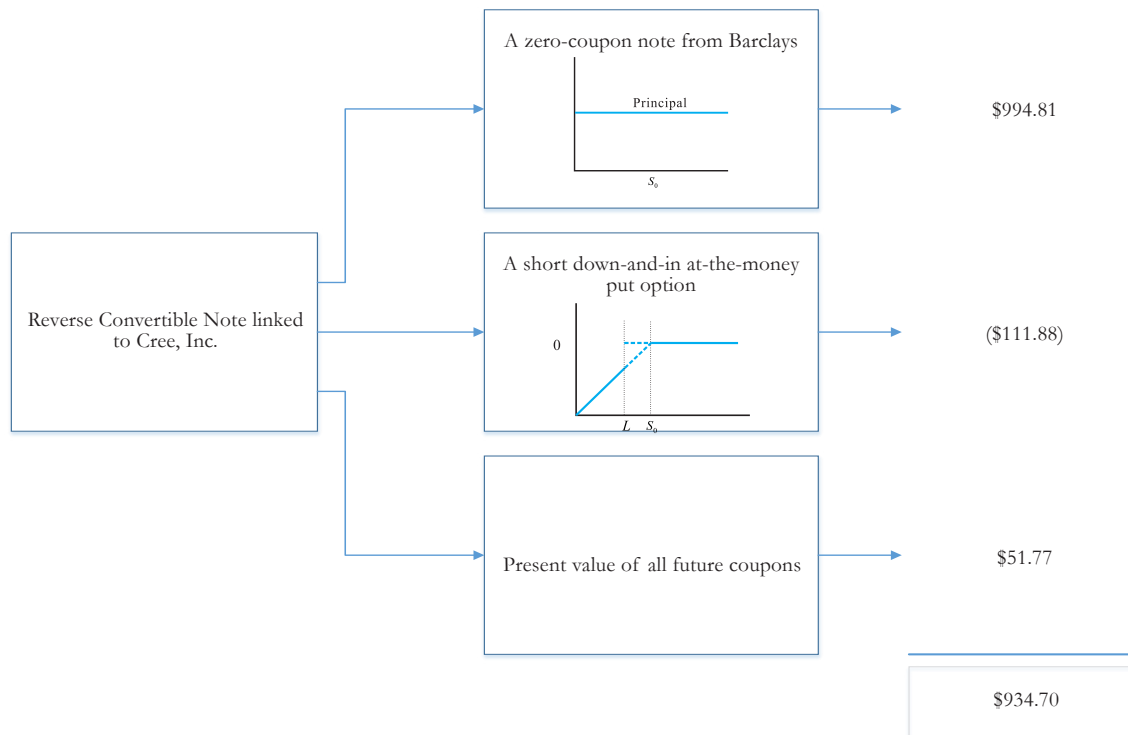 A zero-coupon note from Barclays
Principal
S₀
$994.81
Reverse Convertible Note linked
to Cree, Inc.
A short down-and-in at-the-money
put option
0
L S₀
($111.88)
Present value of all future coupons
$51.77
$934.70